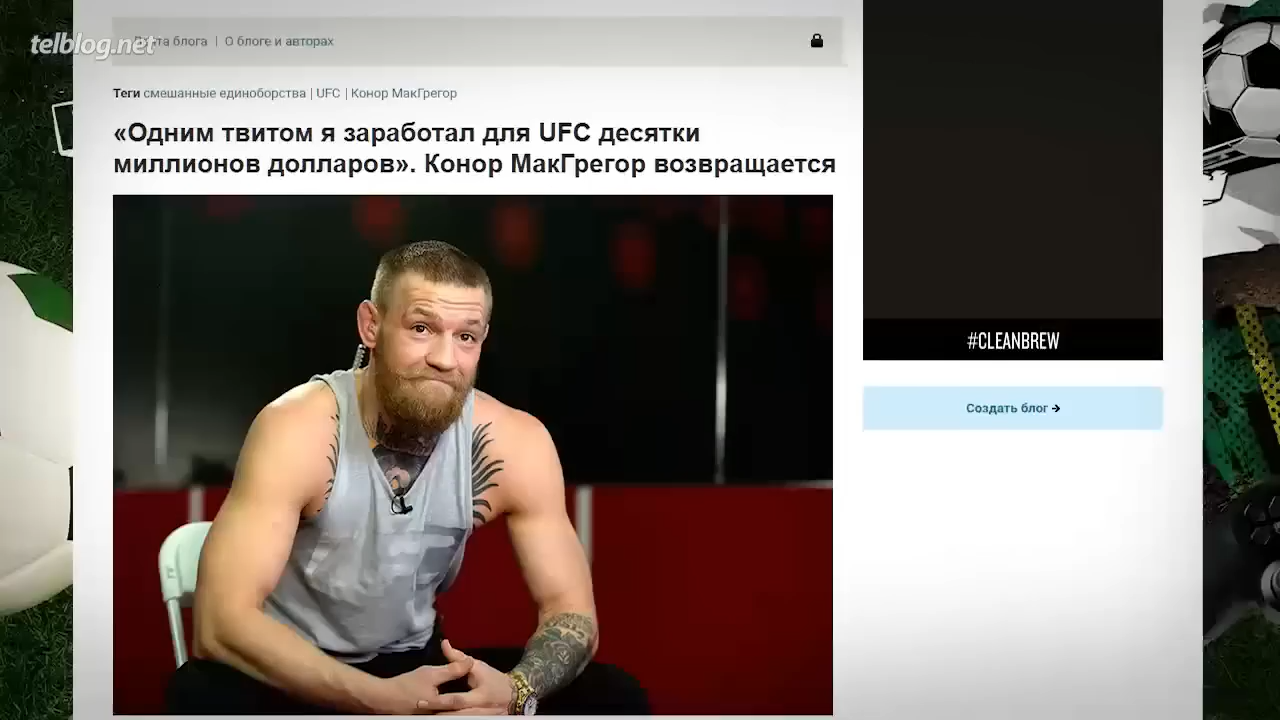 telblog.net
блога | О блоге и авторах
Теги смешанные единоборства | UFC | Конор МакГрегор
«Одним твитом я заработал для UFC десятки
миллионов долларов». Конор МакГрегор возвращается
#CLEANBREW
Создать блог →